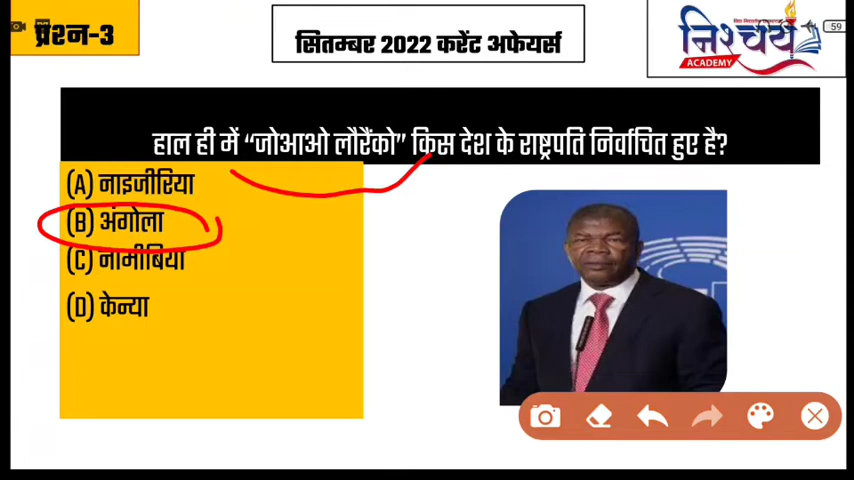 प्रश्न-3
सितम्बर 2022 करेंट अफेयर्स
निश्चय
ACADEMY
59
हाल ही में “जोआओ लौरैंको” किस देश के राष्ट्रपति निर्वाचित हुए है?
(A) नाइजीरिया
(B) अंगोला
(C) नामीबिया
(D) केन्या